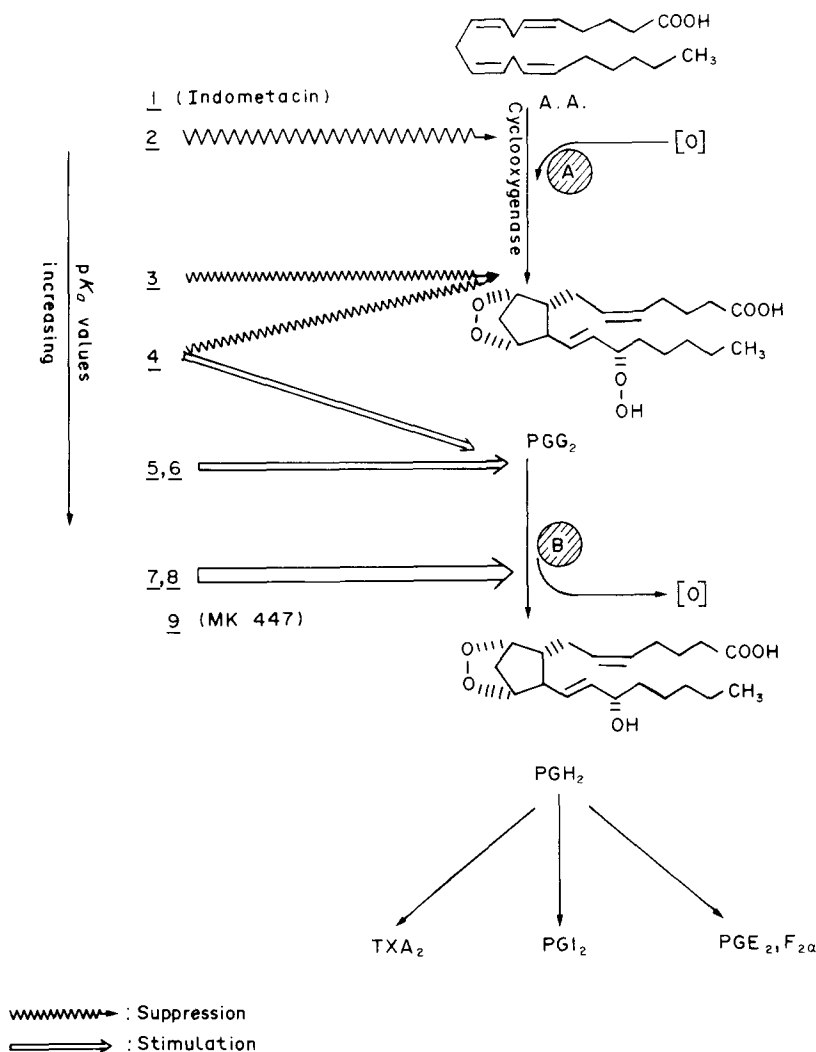 COOH
CH₃
1 (Indometacin)
A.A.
2
[O]
A
Cyclooxygenase
pKa values
increasing
3
O
O
COOH
CH₃
O
OH
4
PGG₂
5,6
B
7,8
[O]
9 (MK 447)
O
O
COOH
CH₃
OH
PGH₂
TXA₂
PGI₂
PGE₂, F₂α
: Suppression
: Stimulation